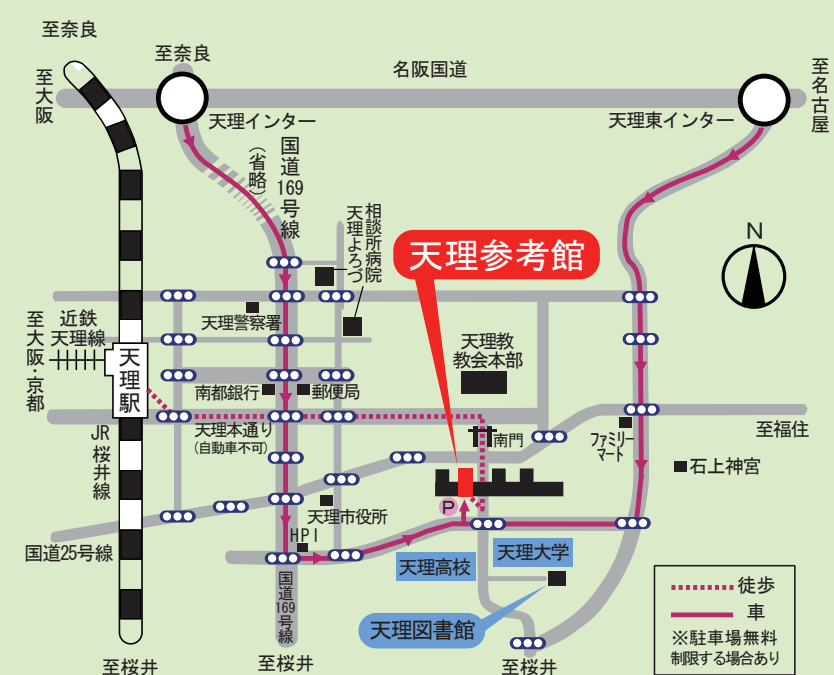 至奈良
至奈良
至大阪
名阪国道
至名古屋
天理インター
天理東インター
国道169号線
(省略)
相談所病院
天理よろづ
天理参考館
N
天理警察署
近鉄
天理線
至大阪・京都
天理駅
天理教
教会本部
南都銀行
郵便局
天理本通り
(自動車不可)
南門
ファミリー
マート
至福住
JR
桜井線
石上神宮
P
天理市役所
HPI
国道25号線
天理高校
天理大学
国道169号線
天理図書館
徒歩
車
※駐車場無料
制限する場合あり
至桜井
至桜井
至桜井